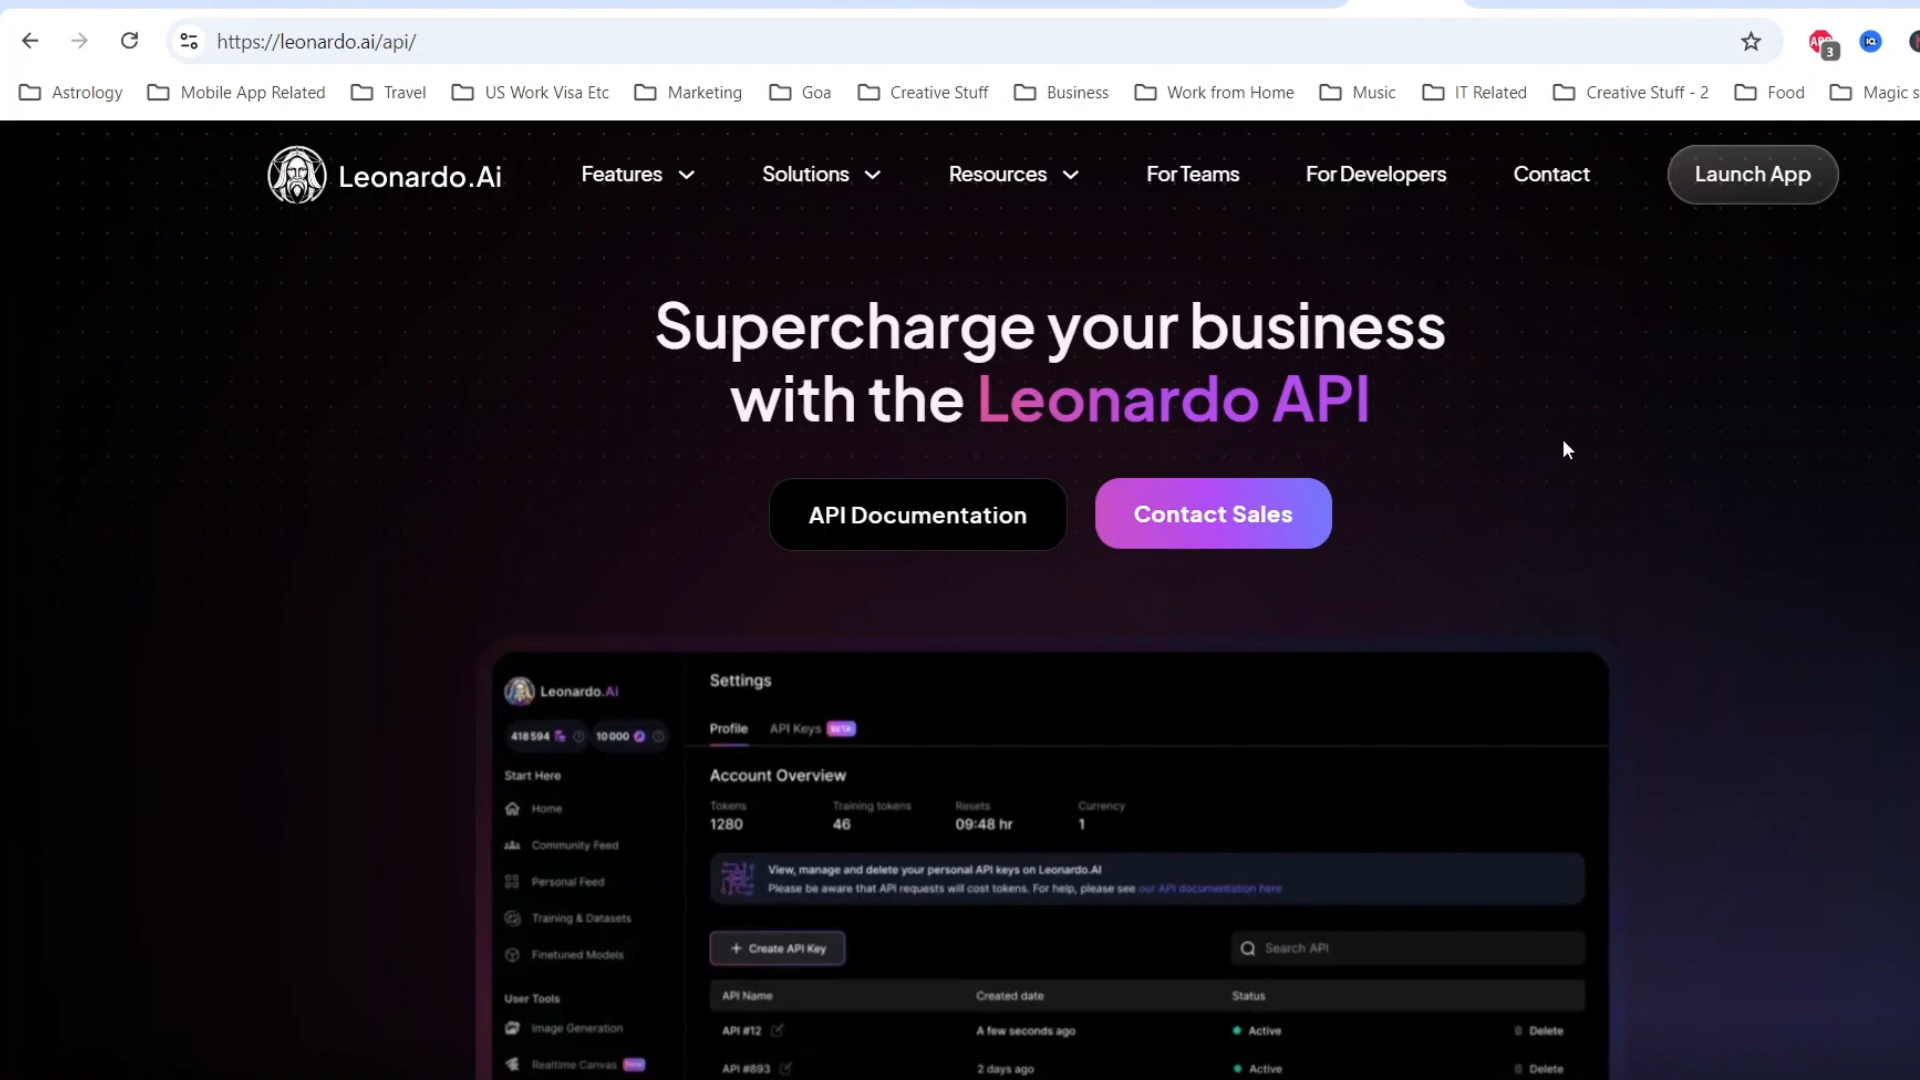 https://leonardo.ai/api/
3
Astrology Mobile App Related Travel US Work Visa Etc Marketing Goa Creative Stuff Business Work from Home Music IT Related Creative Stuff - 2 Food Magic s
Leonardo.Ai Features Solutions Resources For Teams For Developers Contact Launch App
Supercharge your business
with the Leonardo API
API Documentation Contact Sales
Leonardo.Ai
418594 10000
Start Here
Home
Community Feed
Personal Feed
Training & Datasets
Finetuned Models
User Tools
Image Generation
Realtime Canvas
Settings
Profile API Keys BETA
Account Overview
Tokens Training tokens Resets Currency
1280 46 09:48 hr 1
View, manage and delete your personal API keys on Leonardo.AI
Please be aware that API requests will cost tokens. For help, please see our API documentation here
+ Create API Key Search API
API Name Created date Status
API #12 A few seconds ago Active Delete
API #893 2 days ago Active Delete